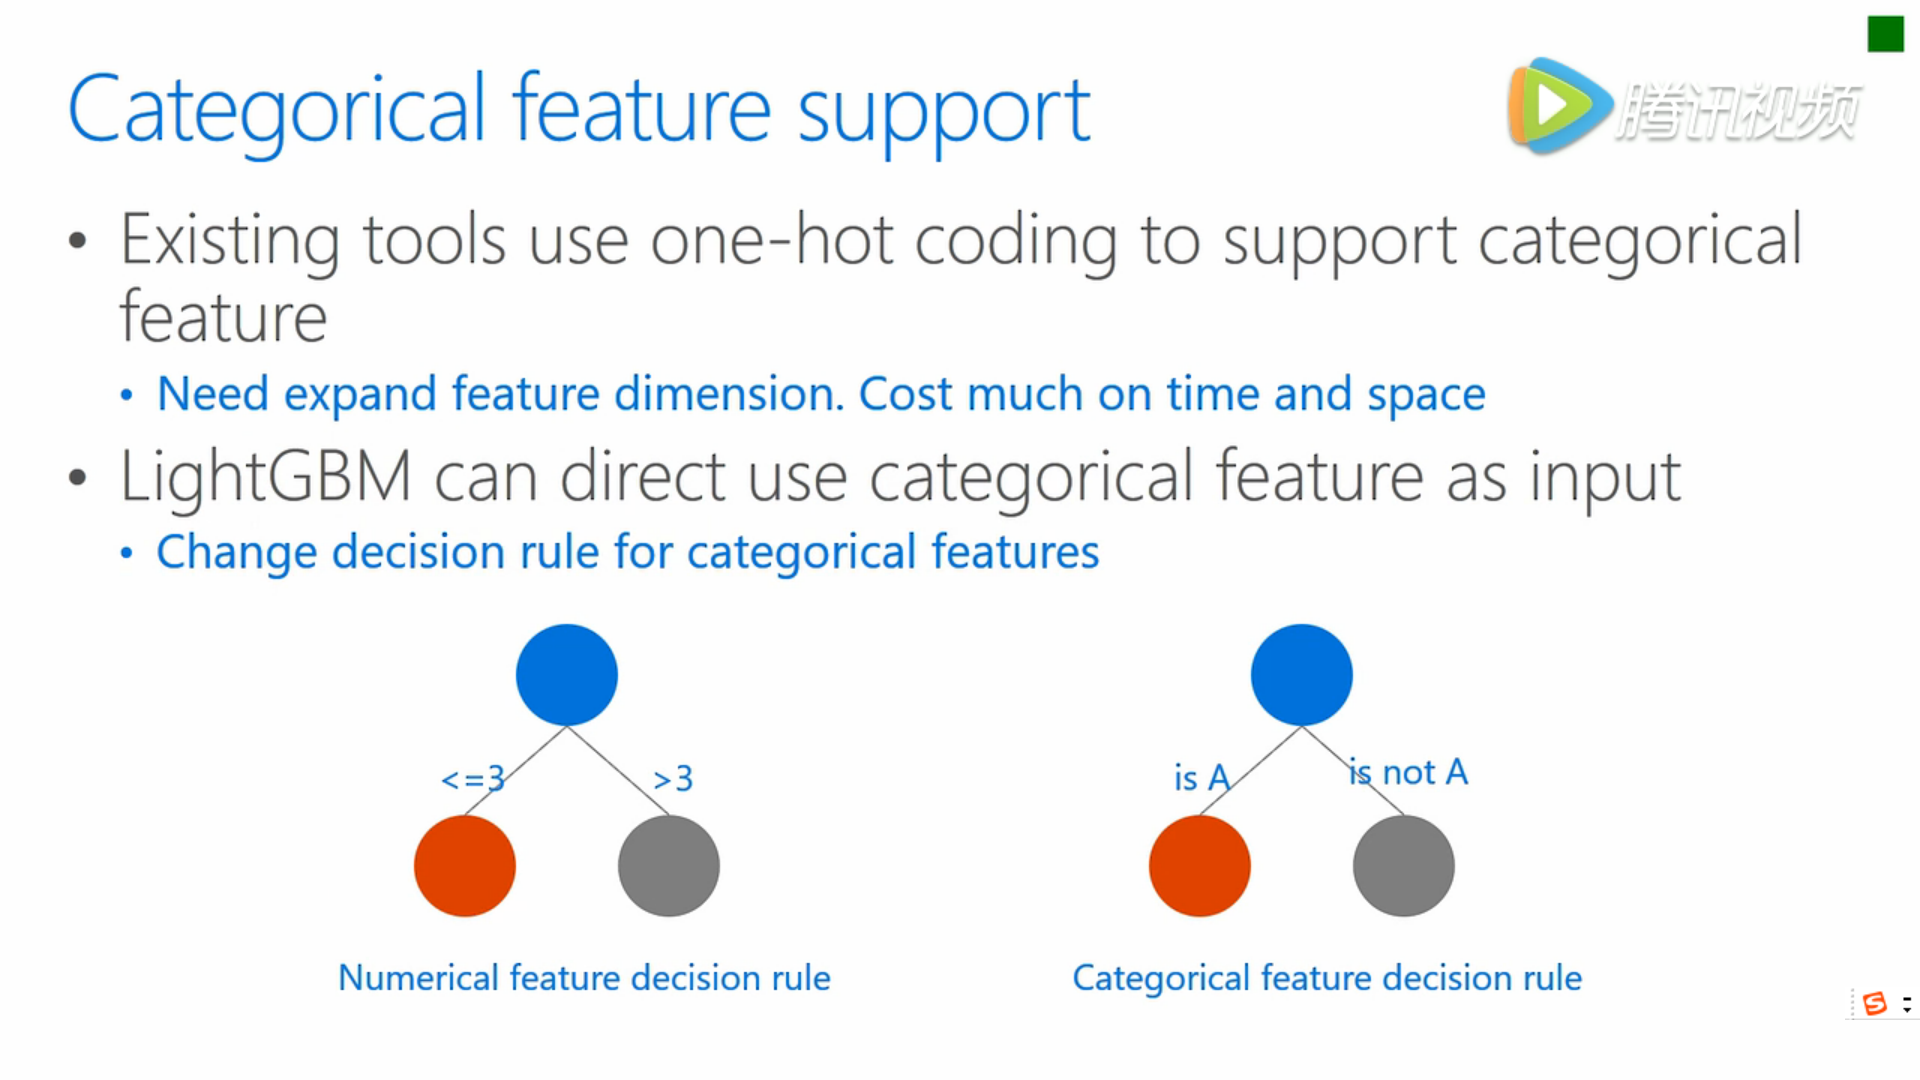 Categorical feature support
腾讯视频
• Existing tools use one-hot coding to support categorical
feature
• Need expand feature dimension. Cost much on time and space
• LightGBM can direct use categorical feature as input
• Change decision rule for categorical features
<=3
>3
is A
is not A
Numerical feature decision rule
Categorical feature decision rule
S